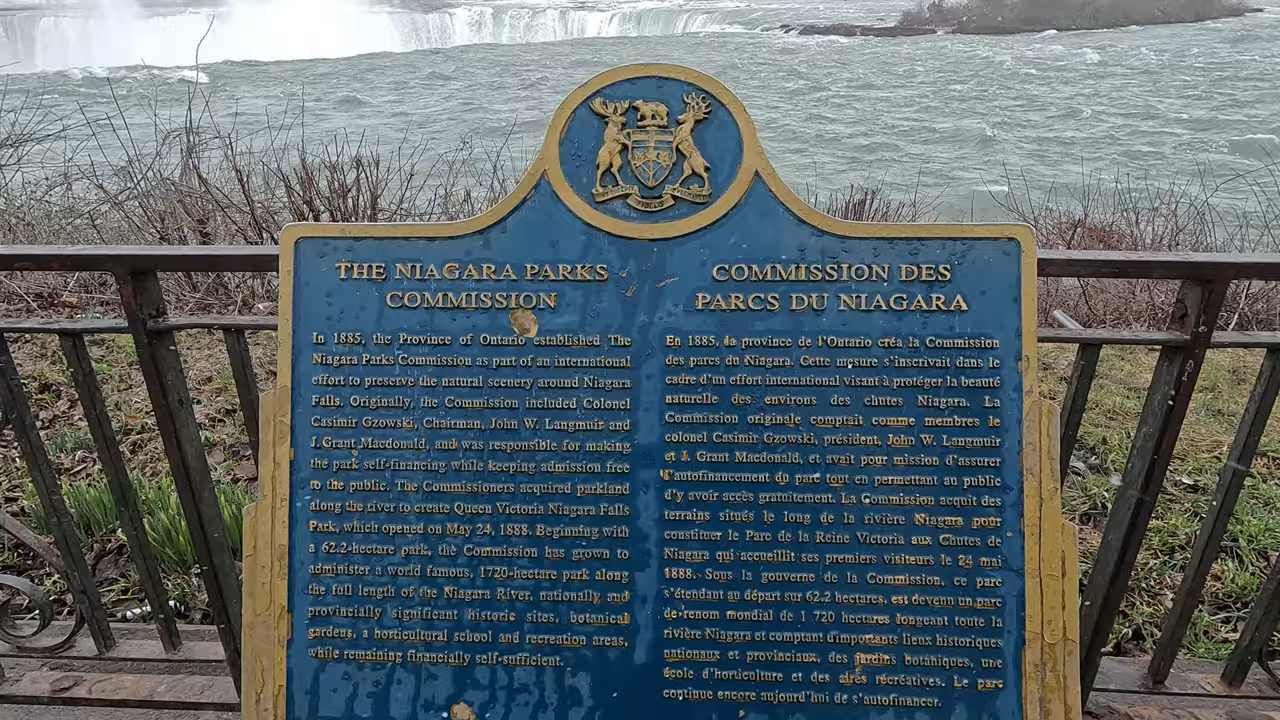 FIDELIS
THE NIAGARA PARKS
COMMISSION
In 1885, the Province of Ontario established The
Niagara Parks Commission as part of an international
effort to preserve the natural scenery around Niagara
Falls. Originally, the Commission included Colonel
Casimir Gzowski, Chairman, John W. Langmuir and
J. Grant Macdonald, and was responsible for making
the park self-financing while keeping admission free
to the public. The Commissioners acquired parkland
along the river to create Queen Victoria Niagara Falls
Park, which opened on May 24, 1888. Beginning with
a 62.2-hectare park, the Commission has grown to
administer a world famous, 1720-hectare park along
the full length of the Niagara River, nationally and
provincially significant historic sites, botanical
gardens, a horticultural school and recreation areas,
while remaining financially self-sufficient.
COMMISSION DES
PARCS DU NIAGARA
En 1885, la province de l'Ontario créa la Commission
des parcs du Niagara. Cette mesure s'inscrivait dans le
cadre d'un effort international visant à protéger la beauté
naturelle des environs des chutes Niagara. La
Commission originale comptait comme membres le
colonel Casimir Gzowski, président, John W. Langmuir
et J. Grant Macdonald, et avait pour mission d'assurer
l'autofinancement du parc tout en permettant au public
d'y avoir accès gratuitement. La Commission acquit des
terrains situés le long de la rivière Niagara pour
constituer le Parc de la Reine Victoria aux Chutes de
Niagara qui accueillit ses premiers visiteurs le 24 mai
1888. Sous la gouverne de la Commission, ce parc
s'étendant au départ sur 62.2 hectares, est devenu un parc
de renom mondial de 1 720 hectares longeant toute la
rivière Niagara et comptant d'importants lieux historiques
nationaux et provinciaux, des jardins botaniques, une
école d'horticulture et des aires récréatives. Le parc
continue encore aujourd'hui de s'autofinancer.